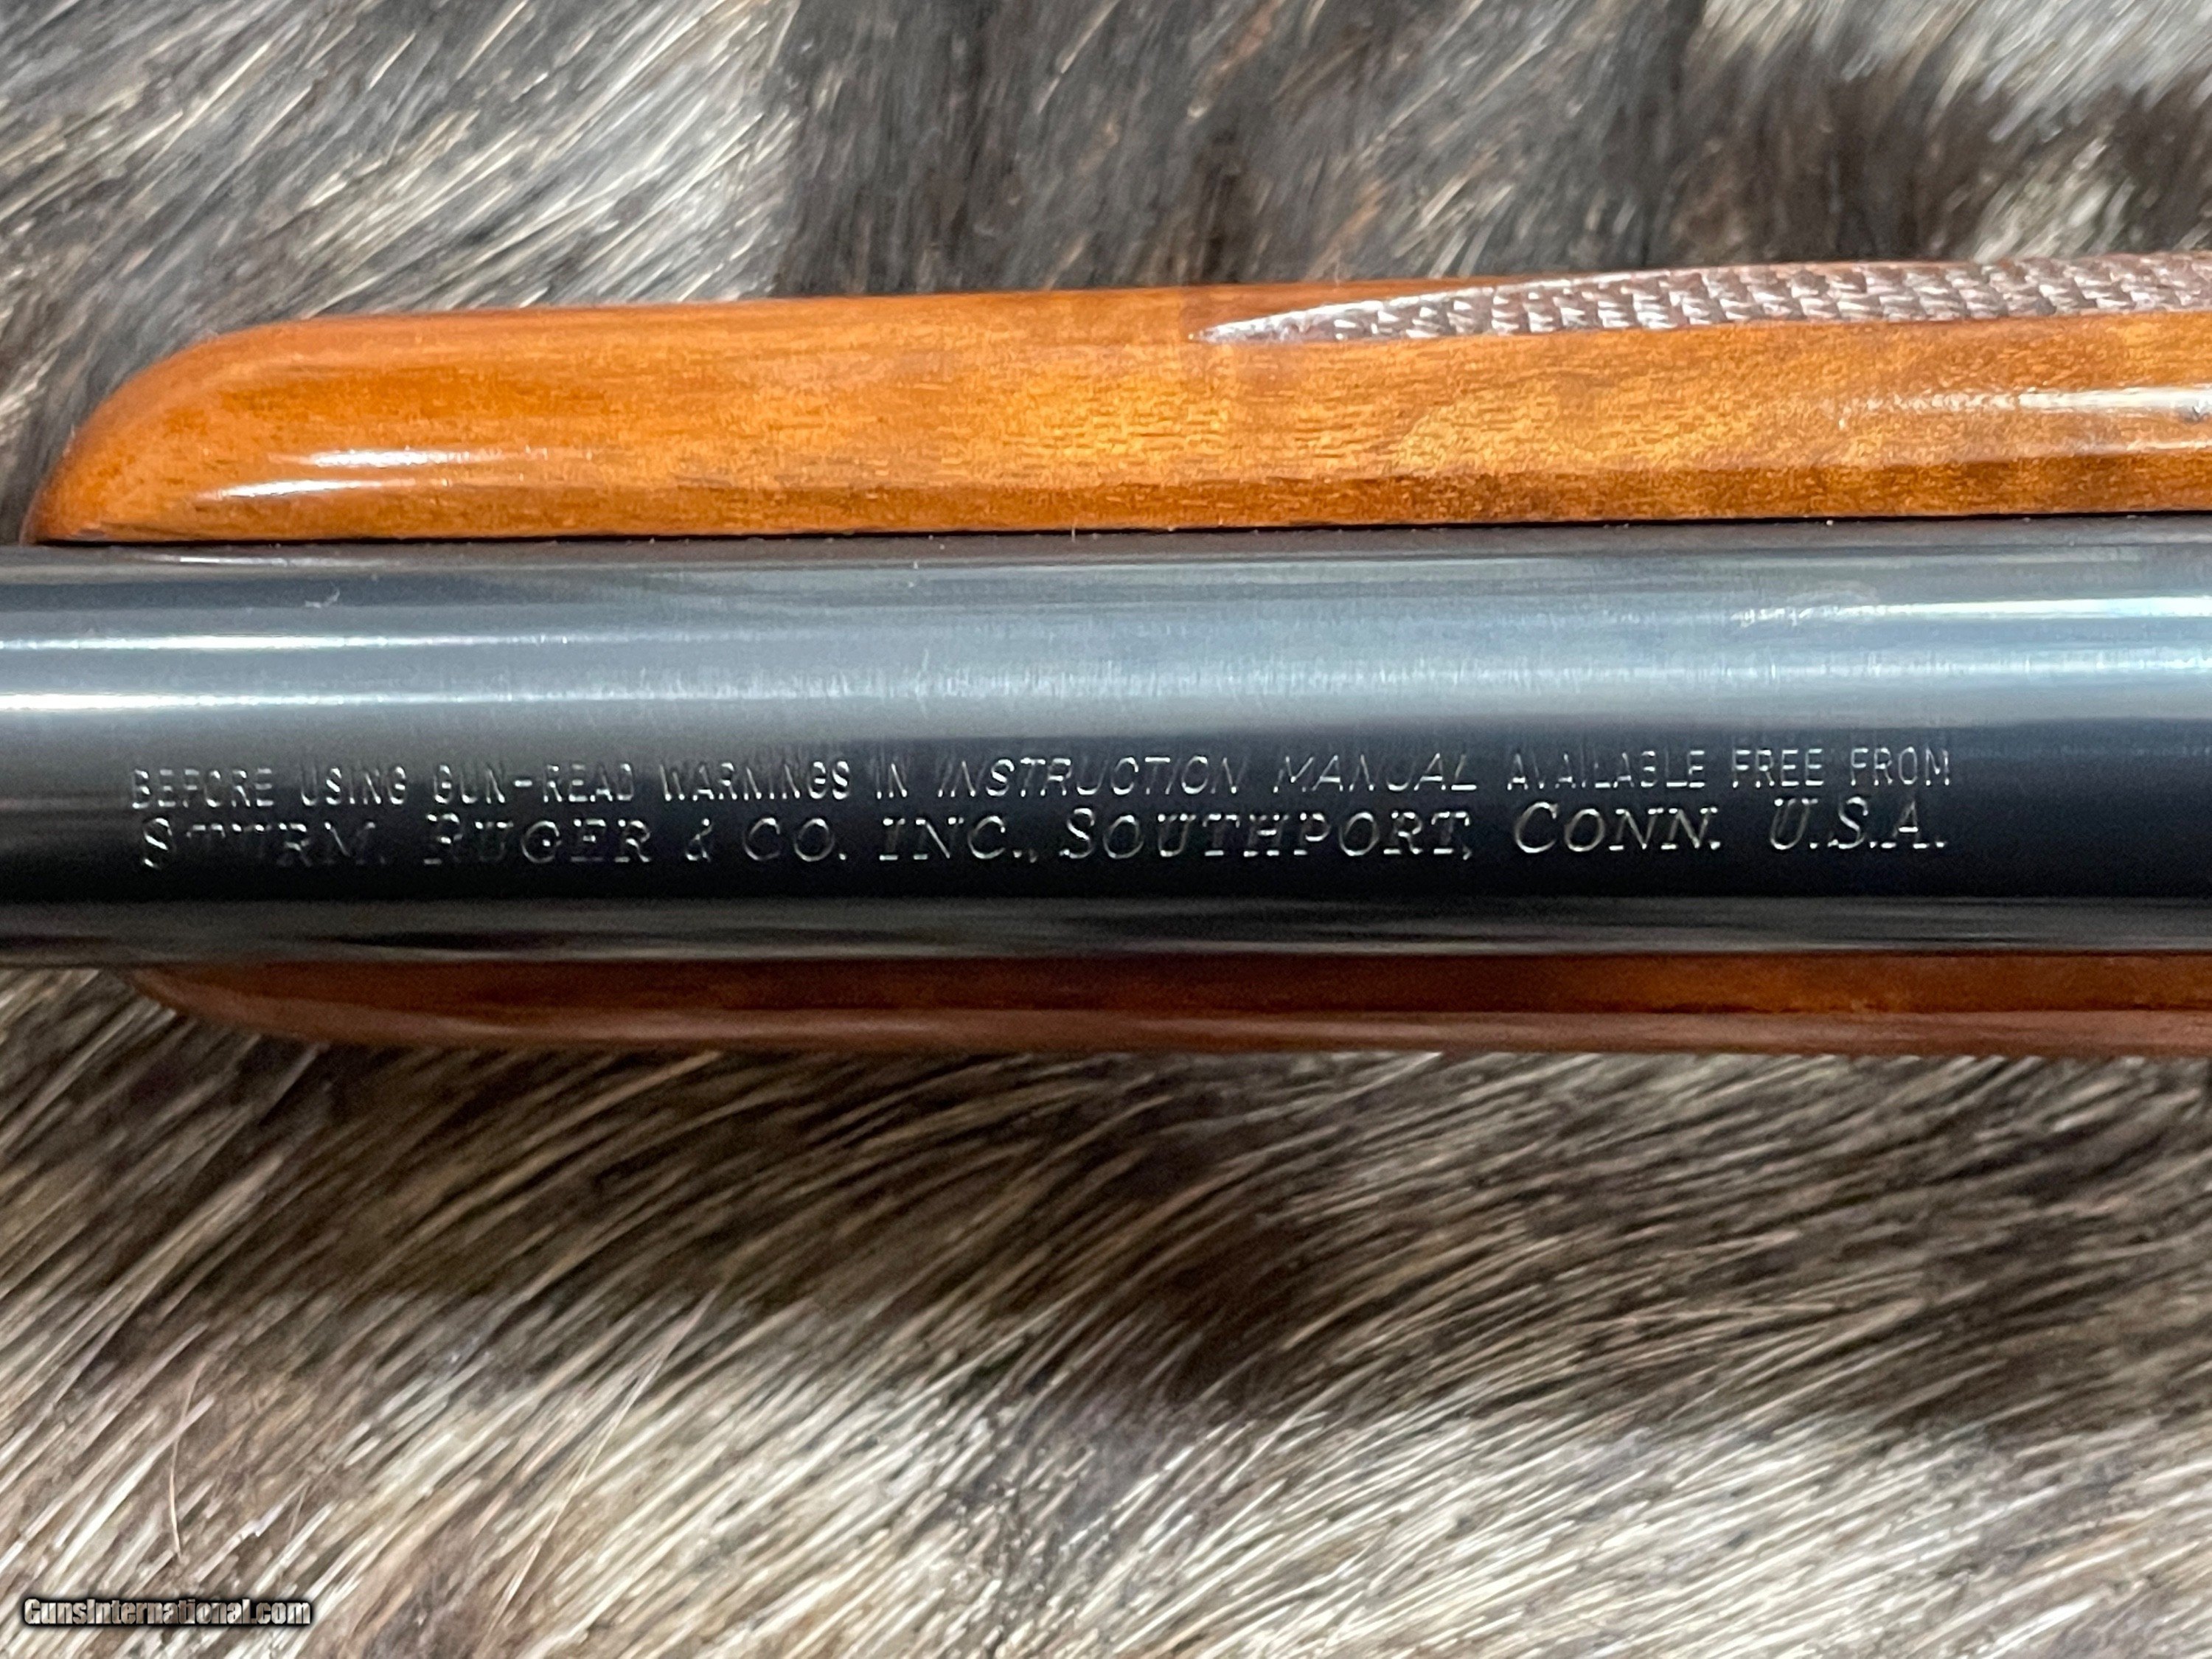 BEFORE USING GUN-READ WARNINGS IN INSTRUCTION MANUAL AVAILABLE FREE FROM
STURM, RUGER & CO. INC., SOUTHPORT, CONN. U.S.A.
GunsInternational.com